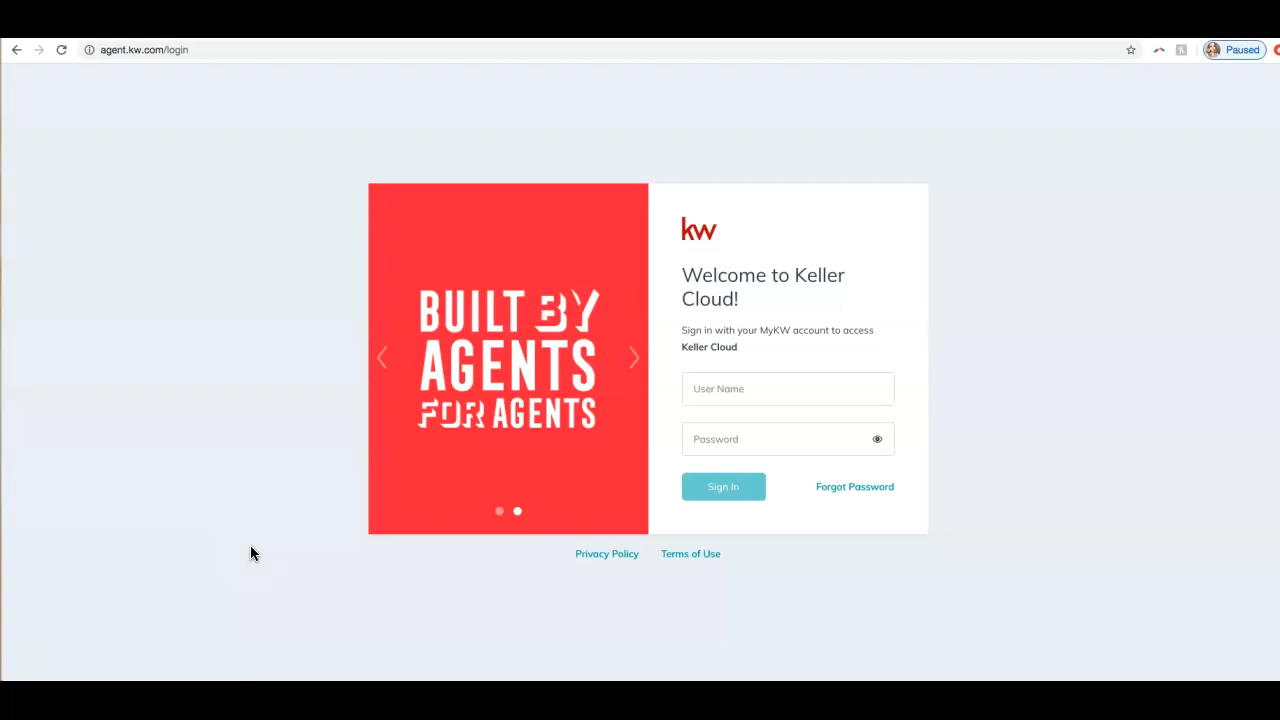 agent.kw.com/login
Paused
BUILT BY
AGENTS
FOR AGENTS
kw
Welcome to Keller
Cloud!
Sign in with your MyKW account to access
Keller Cloud
User Name
Password
Sign In
Forgot Password
Privacy Policy
Terms of Use